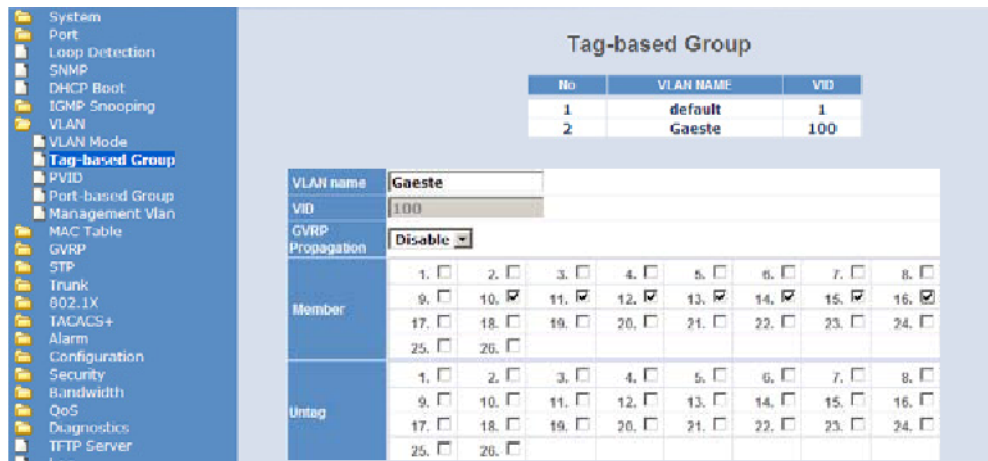 System
Port
Loop Detection
SNMP
DHCP Boot
IGMP Snooping
VLAN
VLAN Mode
Tag-based Group
PVID
Port-based Group
Management Vlan
MAC Table
GVRP
STP
Trunk
802.1X
TACACS+
Alarm
Configuration
Security
Bandwidth
QoS
Diagnostics
TFTP Server
Tag-based Group
No VLAN NAME VID
1 default 1
2 Gaeste 100
VLAN name Gaeste
VID 100
GVRP Propagation Disable
Member
1. 2. 3. 4. 5. 6. 7. 8.
9. 10. 11. 12. 13. 14. 15. 16.
17. 18. 19. 20. 21. 22. 23. 24.
25. 26.
Untag
1. 2. 3. 4. 5. 6. 7. 8.
9. 10. 11. 12. 13. 14. 15. 16.
17. 18. 19. 20. 21. 22. 23. 24.
25. 26.